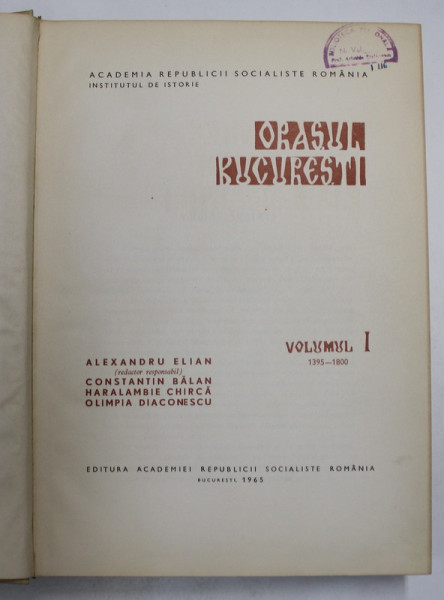 ACADEMIA REPUBLICII SOCIALISTE ROMÂNIA
INSTITUTUL DE ISTORIE
ORAȘUL
BUCUREȘTI
VOLUMUL I
1395—1800
ALEXANDRU ELIAN
(redactor responsabil)
CONSTANTIN BĂLAN
HARALAMBIE CHIRCĂ
OLIMPIA DIACONESCU
EDITURA ACADEMIEI REPUBLICII SOCIALISTE ROMÂNIA
BUCUREȘTI, 1965